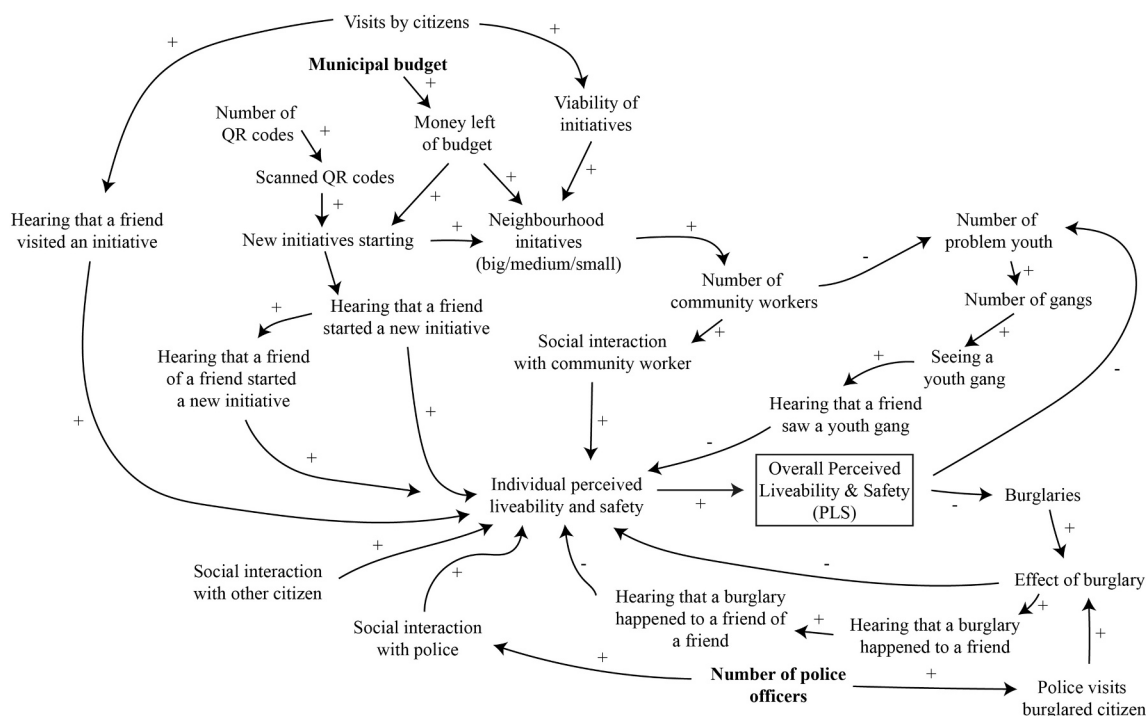 Visits by citizens
+
+
Municipal budget
+
Number of
QR codes
+
Money left
of budget
Viability of
initiatives
Scanned QR codes
+
+
+
+
Hearing that a friend
visited an initiative
New initiatives starting
+
Neighbourhood
initatives
(big/medium/small)
+
Number of
problem youth
-
+
Number of
community workers
Number of gangs
Hearing that a friend
started a new initiative
+
+
+
Social interaction
with community worker
Hearing that a friend
of a friend started
a new initiative
Seeing a
youth gang
+
-
Hearing that a friend
saw a youth gang
+
+
+
-
+
Individual perceived
liveability and safety
+
Overall Perceived
Liveability & Safety
(PLS)
-
Burglaries
+
+
Social interaction
with other citizen
+
-
-
Effect of burglary
Hearing that a burglary
happened to a friend of
a friend
+
+
Hearing that a burglary
happened to a friend
Social interaction
with police
+
+
Number of police
officers
+
Police visits
burglared citizen